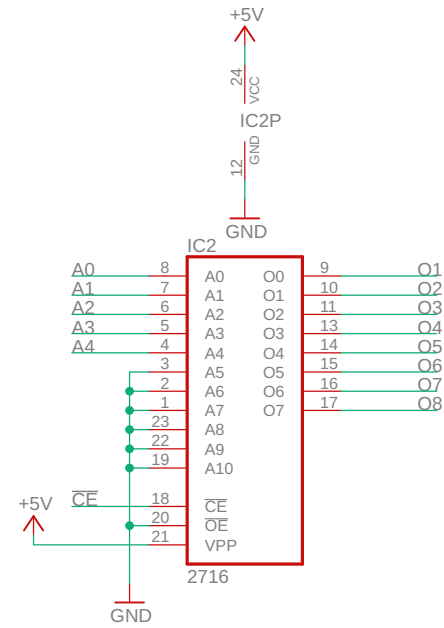 +5V
24
VCC
IC2P
GND
12
GND
IC2
A0 8 A0 O0 9 O1
A1 7 A1 O1 10 O2
A2 6 A2 O2 11 O3
A3 5 A3 O3 13 O4
A4 4 A4 O4 14 O5
3 A5 O5 15 O6
2 A6 O6 16 O7
1 A7 O7 17 O8
23 A8
22 A9
19 A10
C̅E̅ 18 C̅E̅
+5V
20 O̅E̅
21 VPP
2716
GND